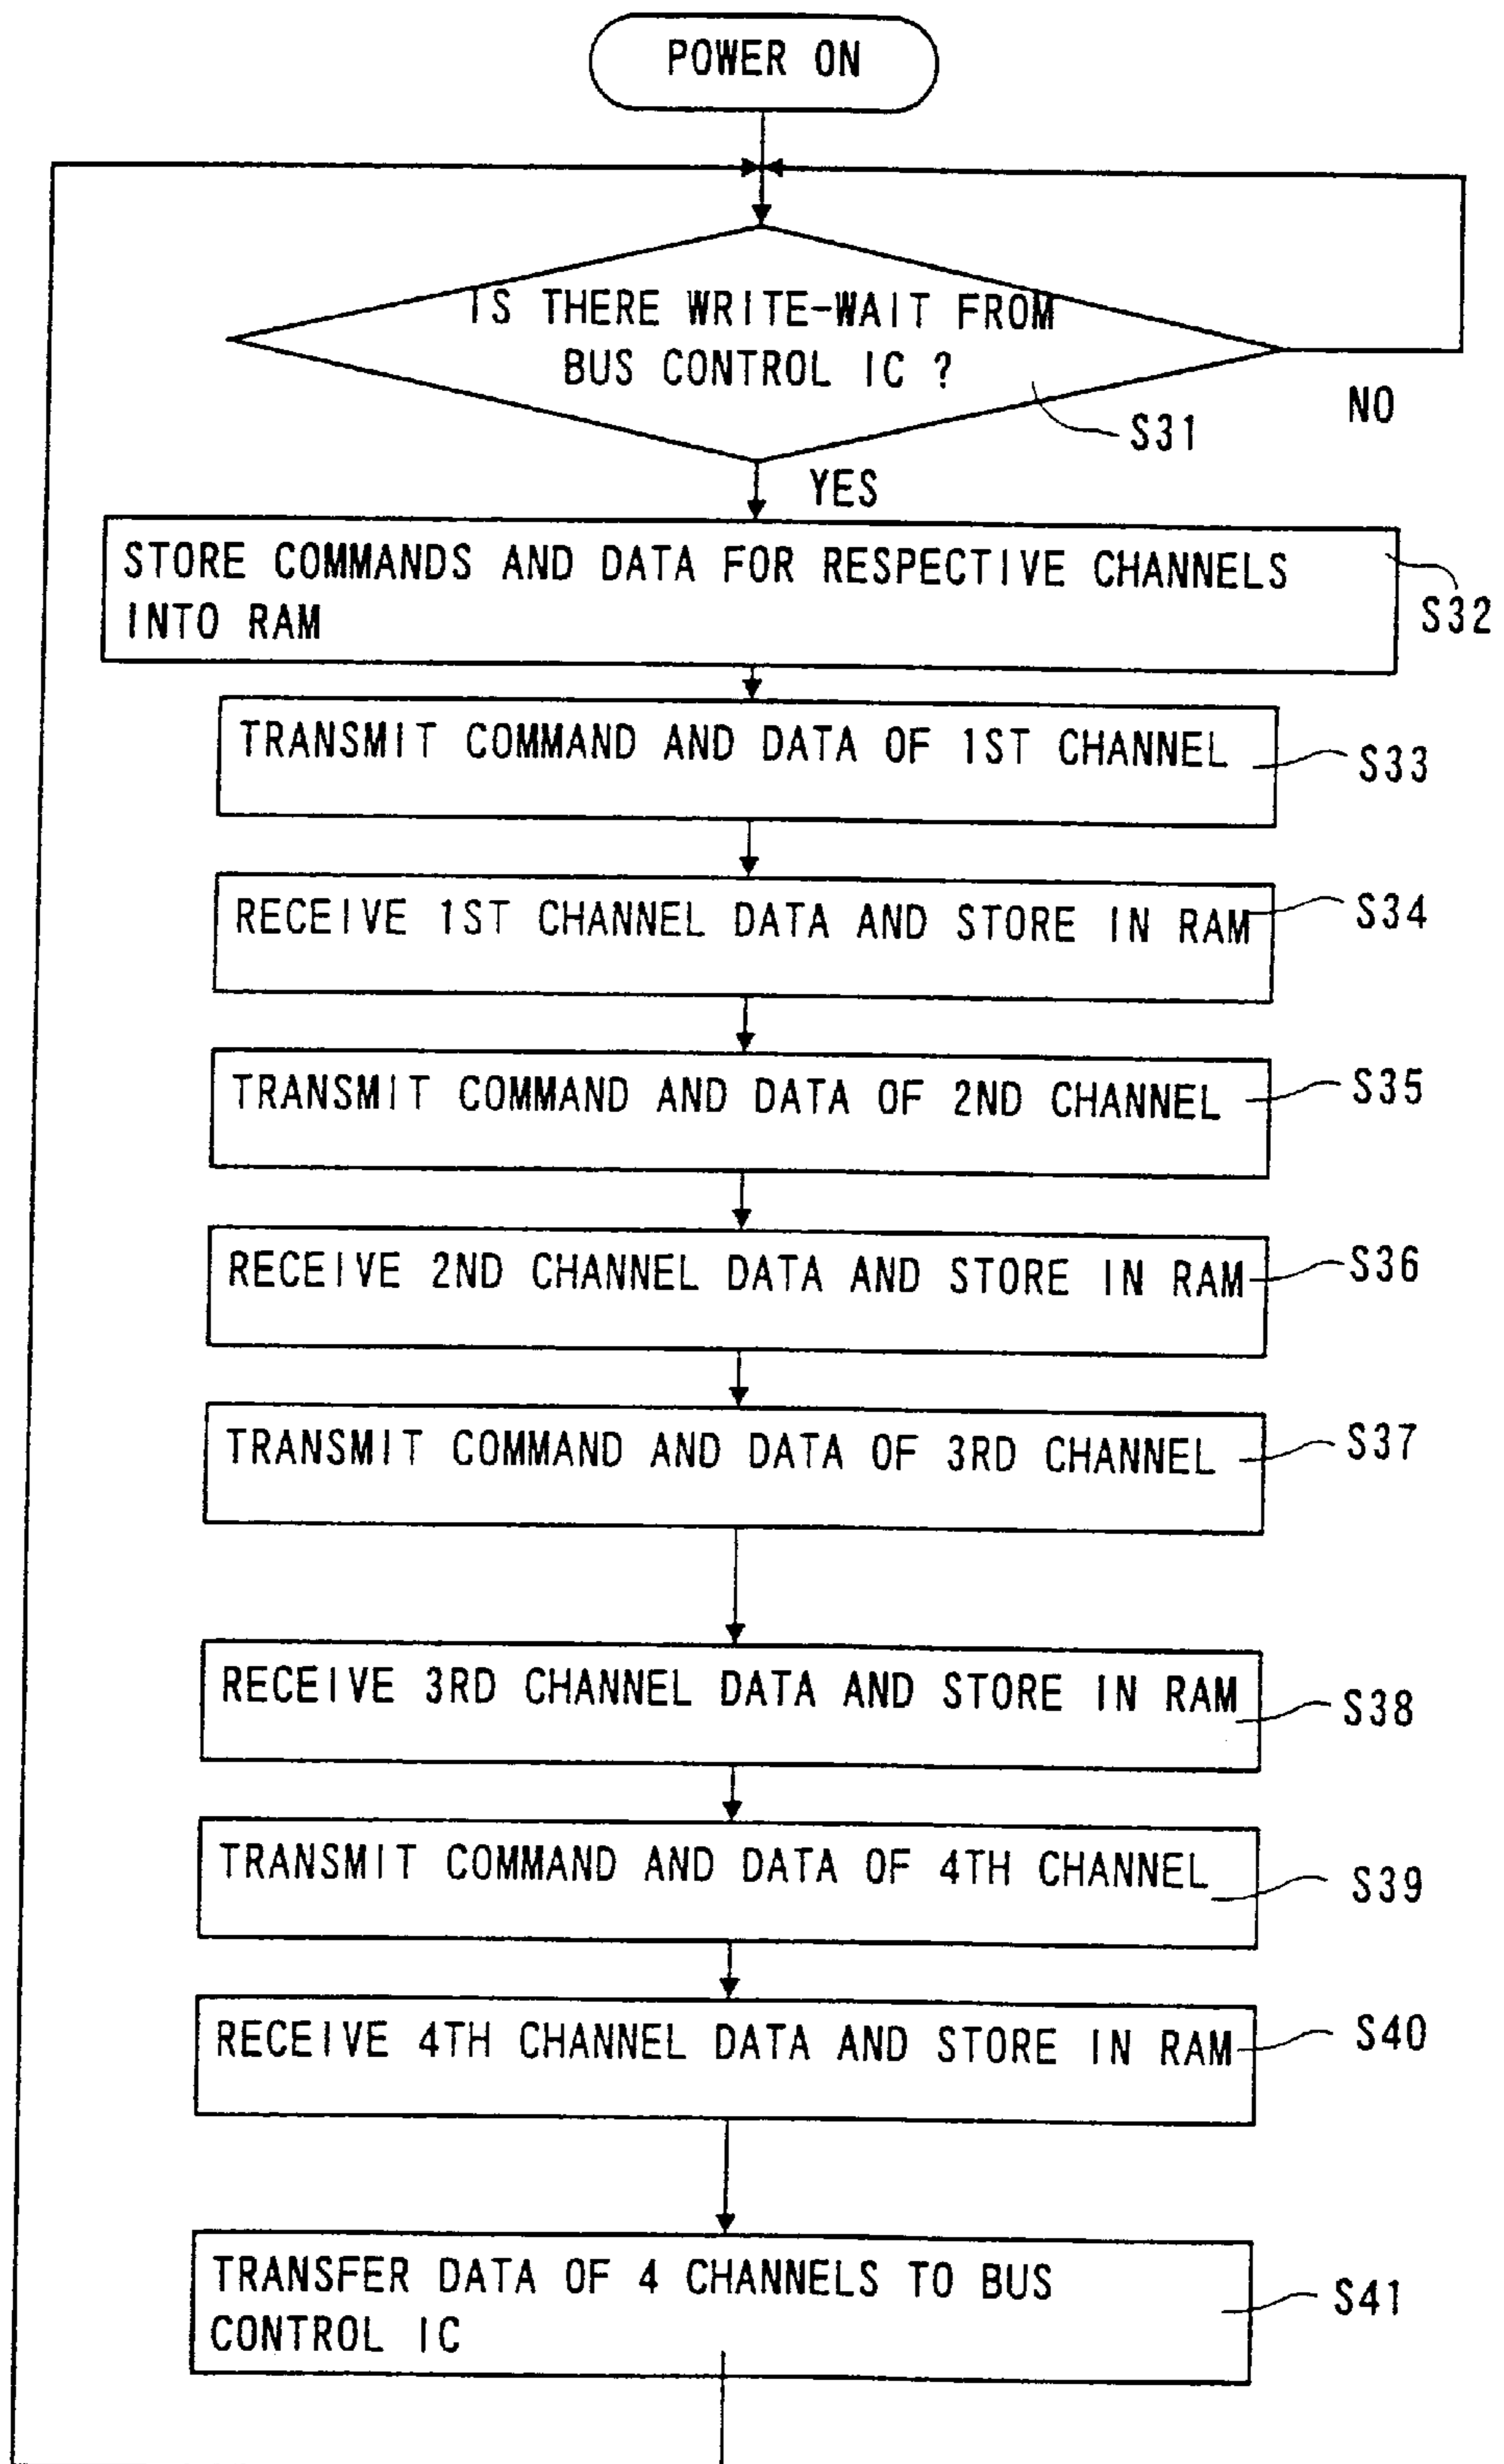 POWER ON
IS THERE WRITE-WAIT FROM
BUS CONTROL IC ?
S31
NO
YES
STORE COMMANDS AND DATA FOR RESPECTIVE CHANNELS
INTO RAM
S32
TRANSMIT COMMAND AND DATA OF 1ST CHANNEL
S33
RECEIVE 1ST CHANNEL DATA AND STORE IN RAM
S34
TRANSMIT COMMAND AND DATA OF 2ND CHANNEL
S35
RECEIVE 2ND CHANNEL DATA AND STORE IN RAM
S36
TRANSMIT COMMAND AND DATA OF 3RD CHANNEL
S37
RECEIVE 3RD CHANNEL DATA AND STORE IN RAM
S38
TRANSMIT COMMAND AND DATA OF 4TH CHANNEL
S39
RECEIVE 4TH CHANNEL DATA AND STORE IN RAM
S40
TRANSFER DATA OF 4 CHANNELS TO BUS
CONTROL IC
S41